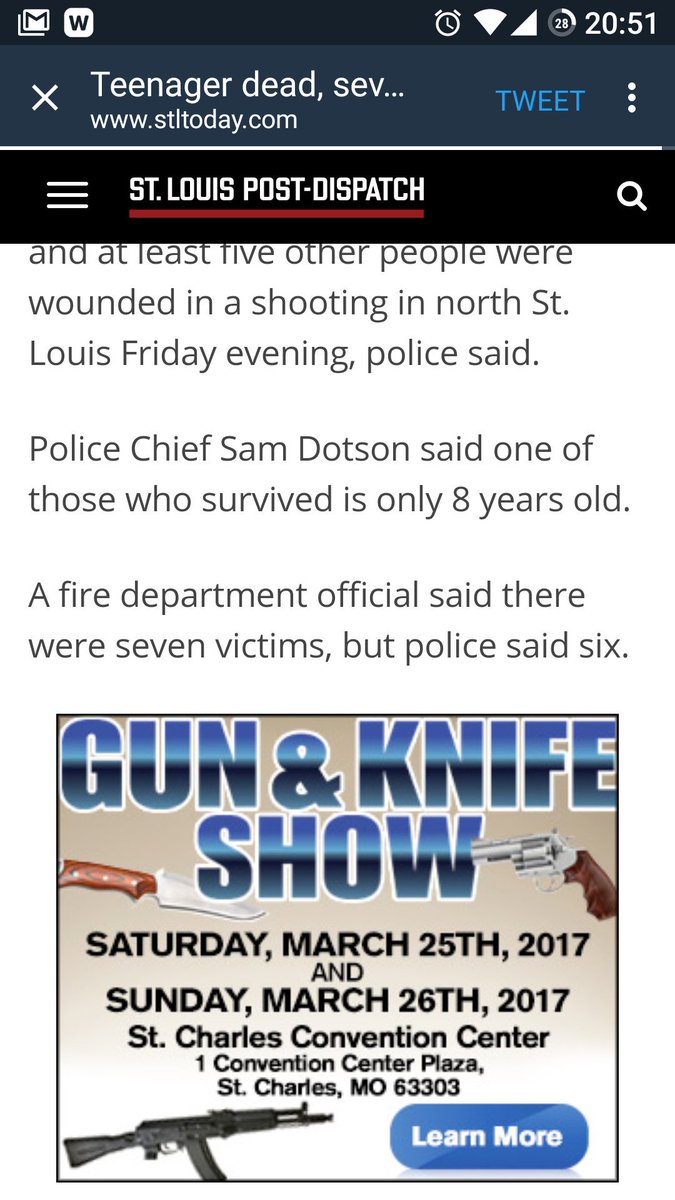 W
28
20:51
Teenager dead, sev...
www.stltoday.com
TWEET
ST. LOUIS POST-DISPATCH
and at least five other people were
wounded in a shooting in north St.
Louis Friday evening, police said.
Police Chief Sam Dotson said one of
those who survived is only 8 years old.
A fire department official said there
were seven victims, but police said six.
GUN & KNIFE
SHOW
SATURDAY, MARCH 25TH, 2017
AND
SUNDAY, MARCH 26TH, 2017
St. Charles Convention Center
1 Convention Center Plaza,
St. Charles, MO 63303
Learn More